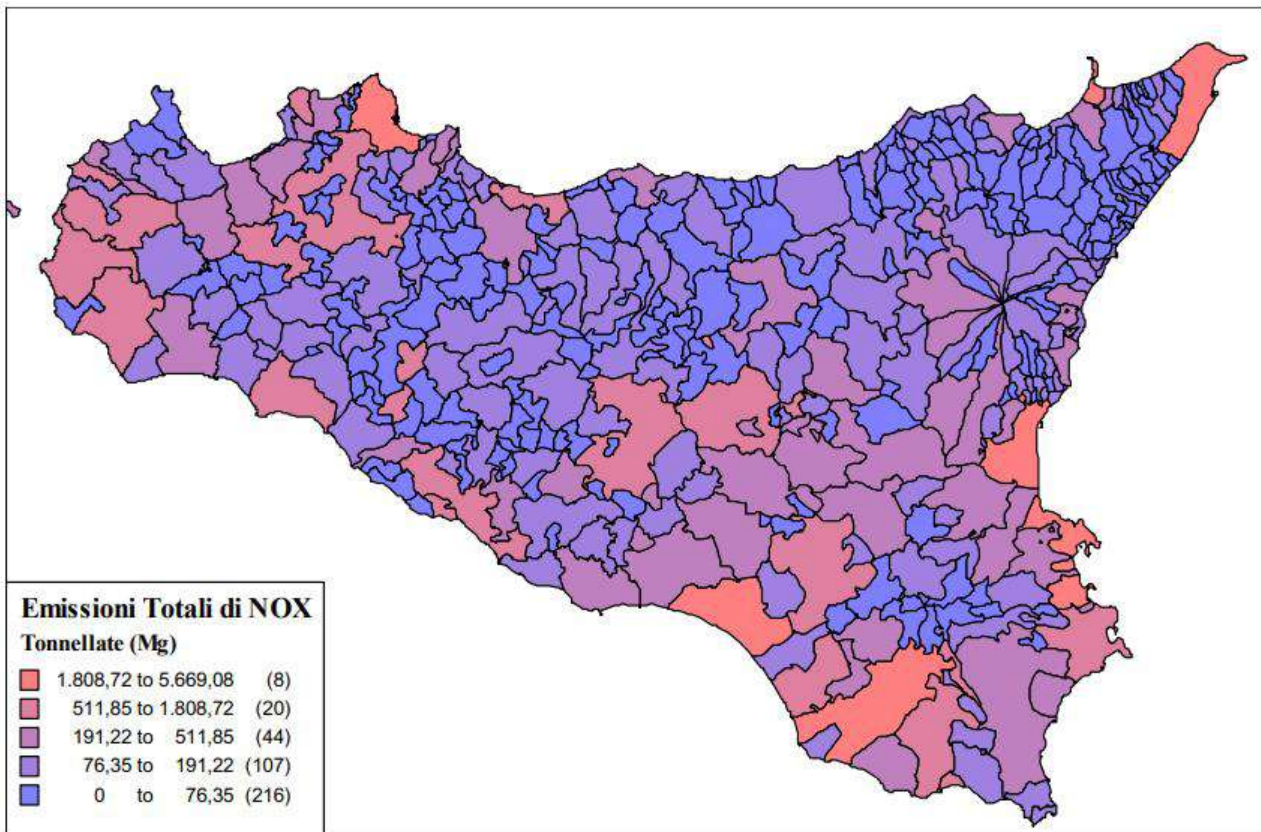 Emissioni Totali di NOX
Tonnellate (Mg)
1.808,72 to 5.669,08 (8)
511,85 to 1.808,72 (20)
191,22 to 511,85 (44)
76,35 to 191,22 (107)
0 to 76,35 (216)